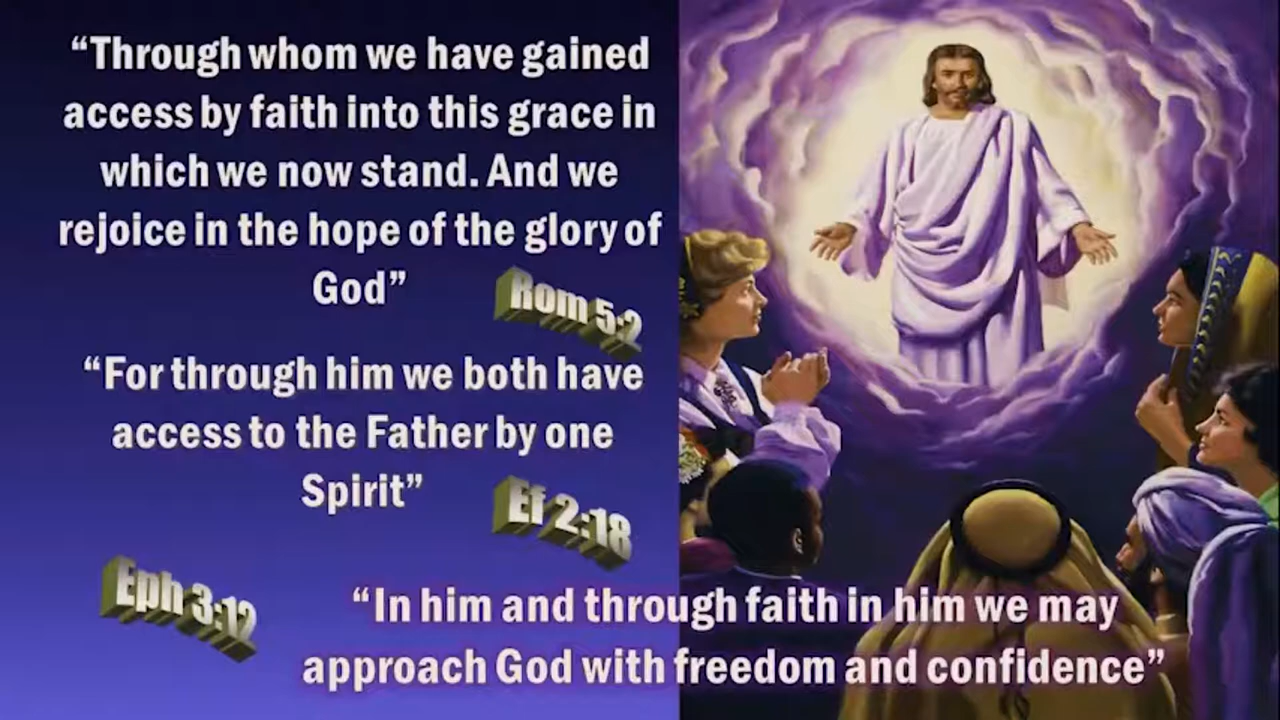 “Through whom we have gained
access by faith into this grace in
which we now stand. And we
rejoice in the hope of the glory of
God”
Rom 5:2
“For through him we both have
access to the Father by one
Spirit”
Ef 2:18
Eph 3:12
“In him and through faith in him we may
approach God with freedom and confidence”